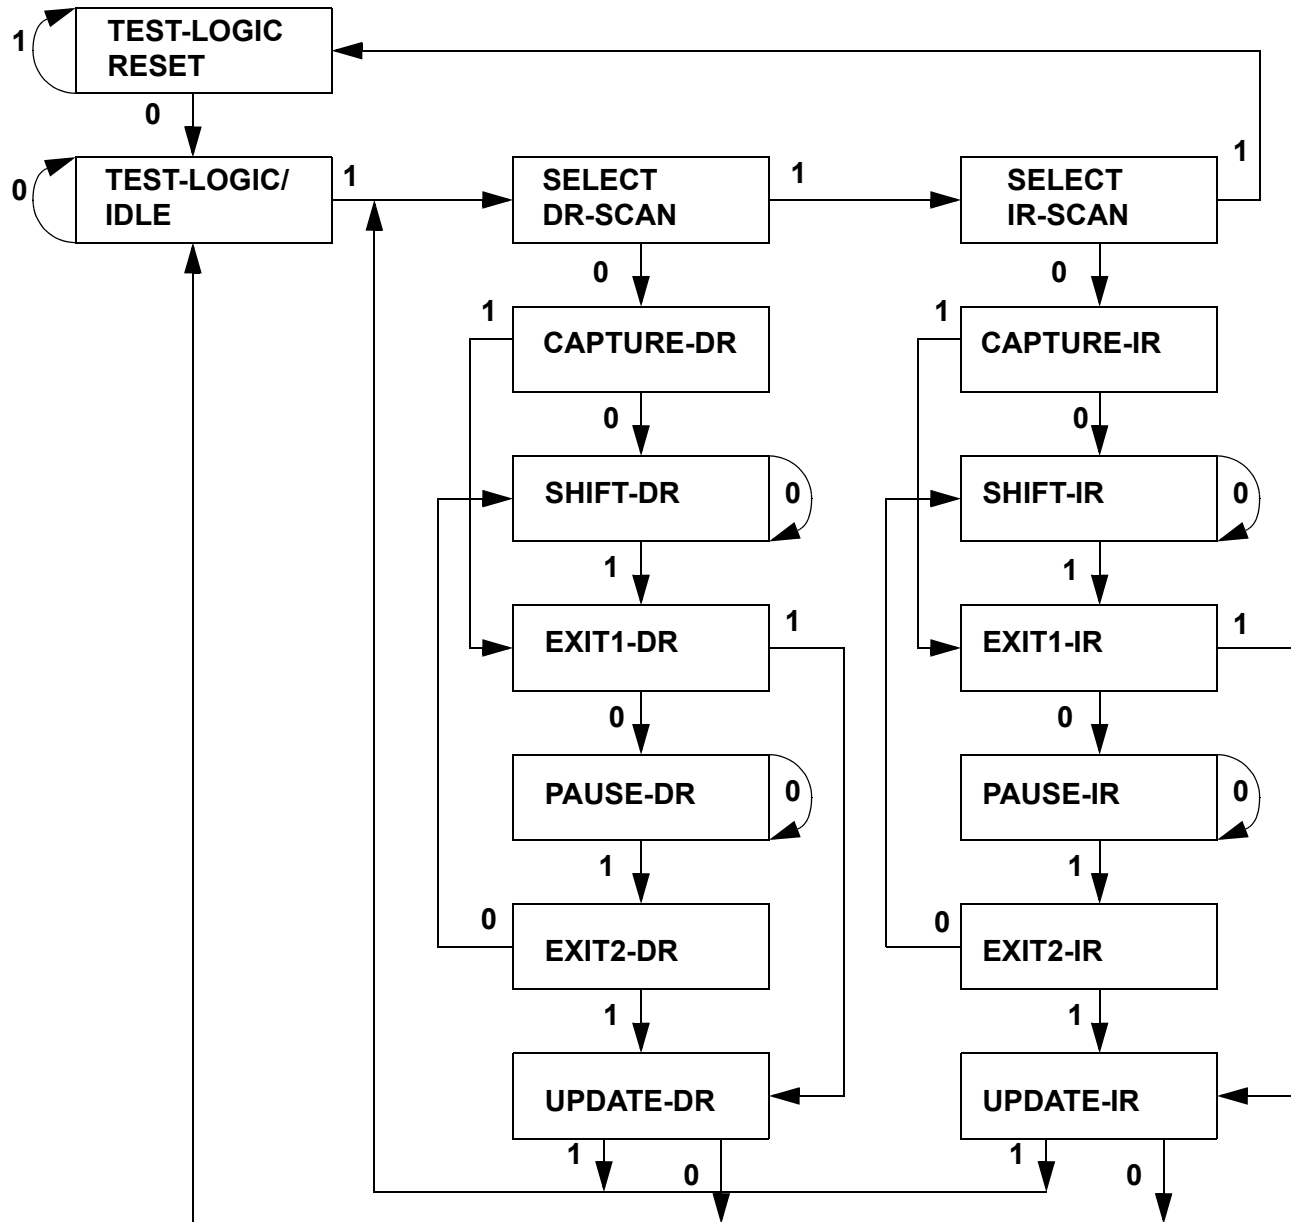 1
TEST-LOGIC
RESET
0
0
TEST-LOGIC/
IDLE
1
SELECT
DR-SCAN
1
SELECT
IR-SCAN
1
0
0
1
CAPTURE-DR
1
CAPTURE-IR
0
0
SHIFT-DR
0
SHIFT-IR
0
1
1
EXIT1-DR
1
EXIT1-IR
1
0
0
PAUSE-DR
0
PAUSE-IR
0
1
1
0
EXIT2-DR
0
EXIT2-IR
1
1
UPDATE-DR
UPDATE-IR
1
0
1
0